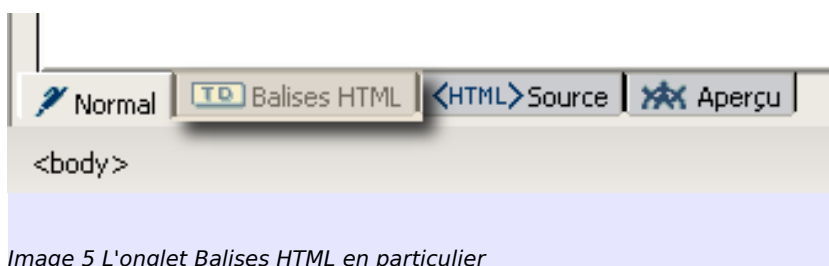 Normal TD Balises HTML <HTML> Source Aperçu
<body>
Image 5 L'onglet Balises HTML en particulier